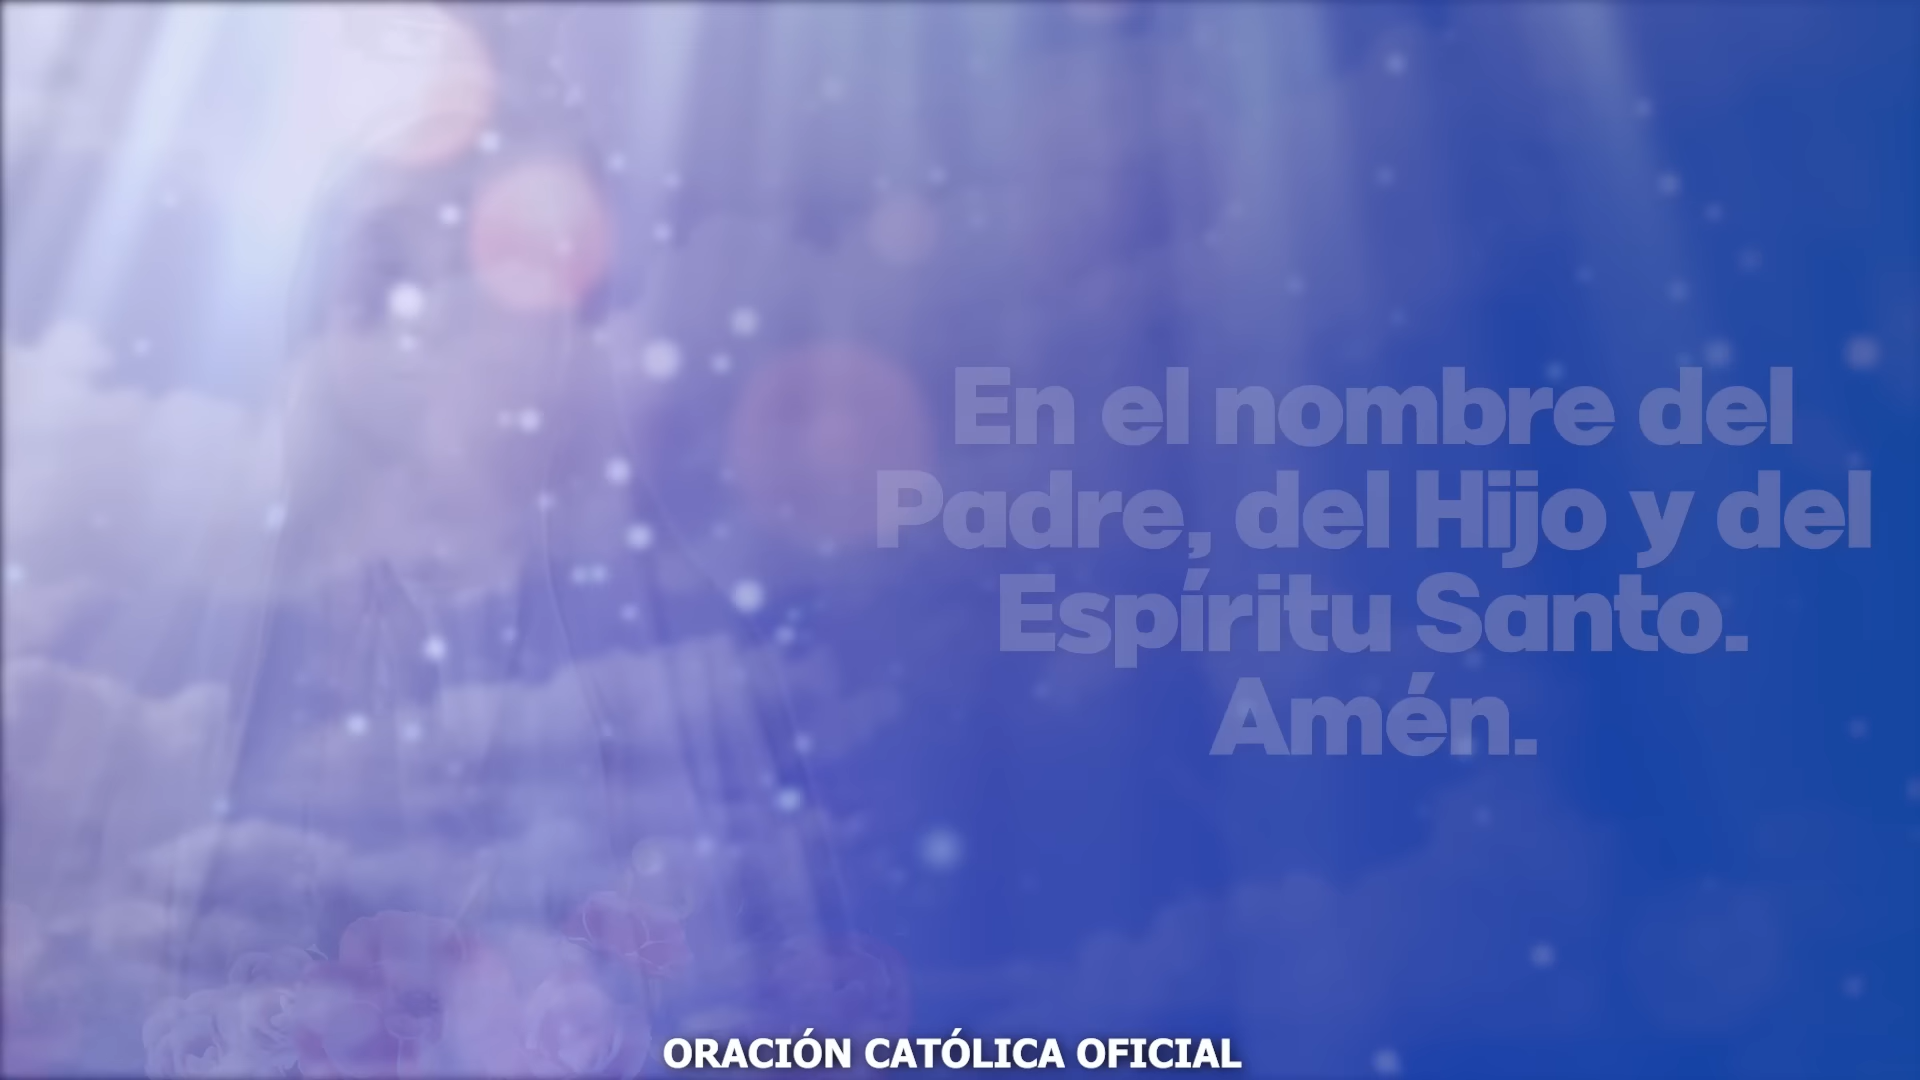 En el nombre del
Padre, del Hijo y del
Espíritu Santo.
Amén.
ORACIÓN CATÓLICA OFICIAL